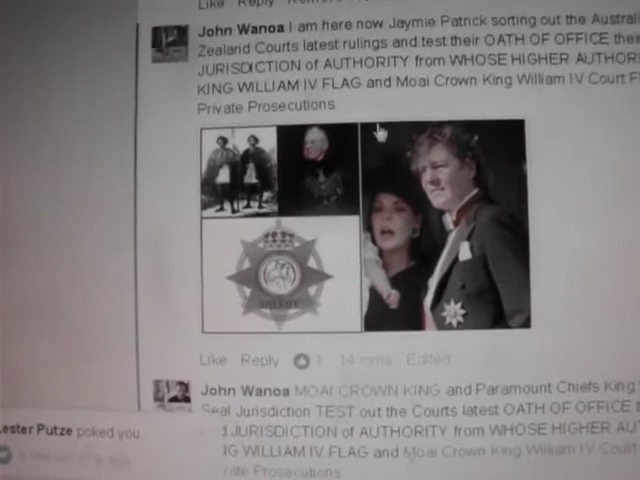 Like Reply
John Wanoa I am here now Jaymie Patrick sorting out the Austral
Zealand Courts latest rulings and test their OATH OF OFFICE thei
JURISDICTION of AUTHORITY from WHOSE HIGHER AUTHOR
KING WILLIAM IV FLAG and Moai Crown King William IV Court F
Private Prosecutions
SHERIFF
Like Reply 1 14 mins Edited
John Wanoa MOAI CROWN KING and Paramount Chiefs King
Seal Jurisdiction TEST out the Courts latest OATH OF OFFICE t
JURISDICTION of AUTHORITY from WHOSE HIGHER AU
NG WILLIAM IV FLAG and Moai Crown King William IV Court
ate Prosecutions
ester Putze poked you